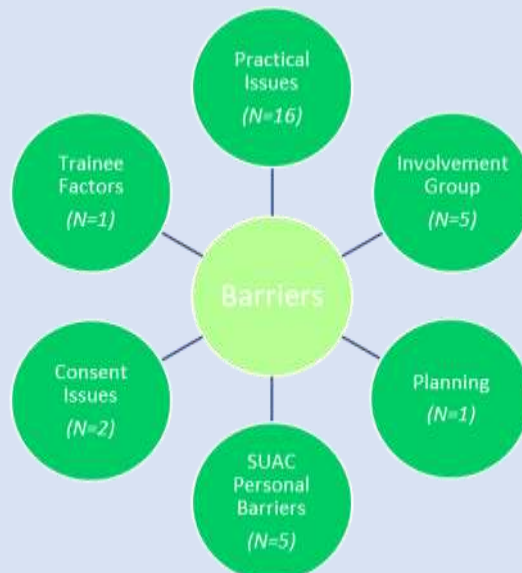 Practical
Issues
(N=16)
Involvement
Group
(N=5)
Planning
(N=1)
SUAC
Personal
Barriers
(N=5)
Consent
Issues
(N=2)
Trainee
Factors
(N=1)
Barriers